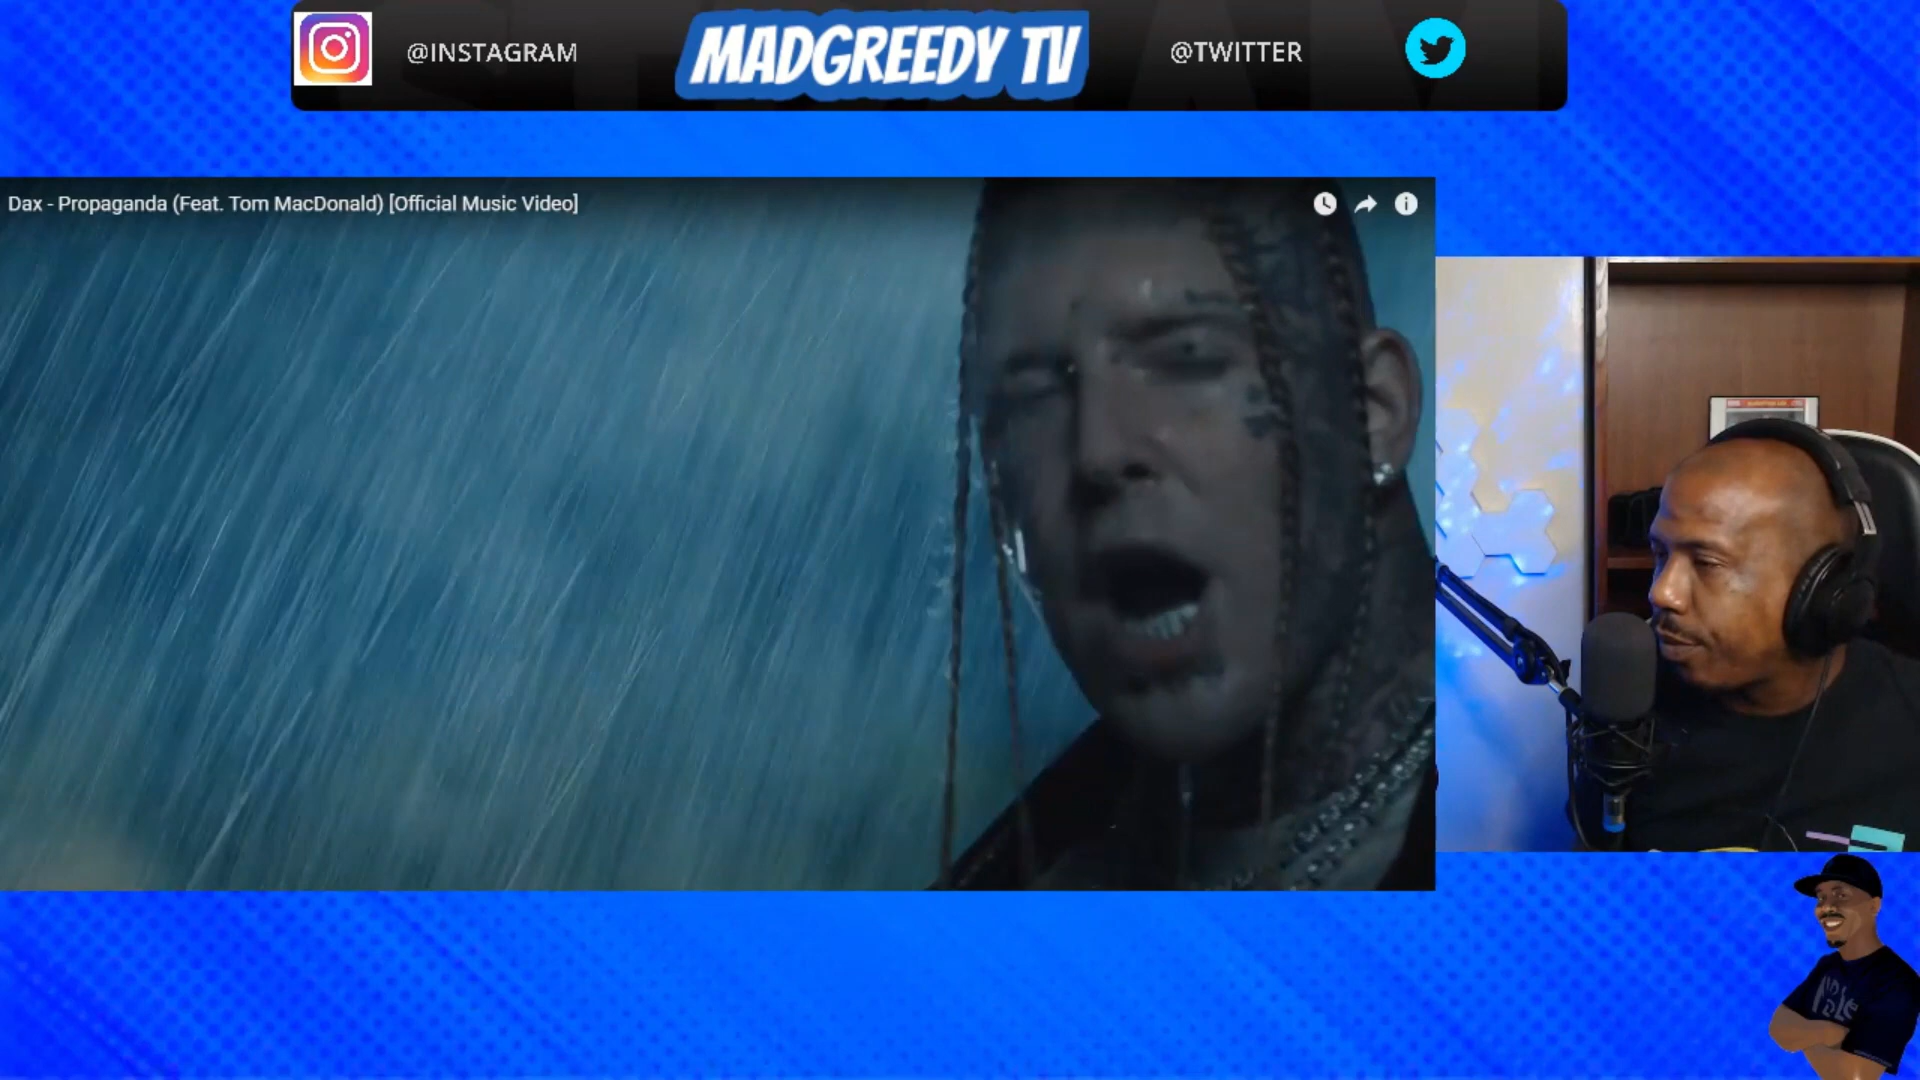 @INSTAGRAM
MADGREEDY TV
@TWITTER
Dax - Propaganda (Feat. Tom MacDonald) [Official Music Video]